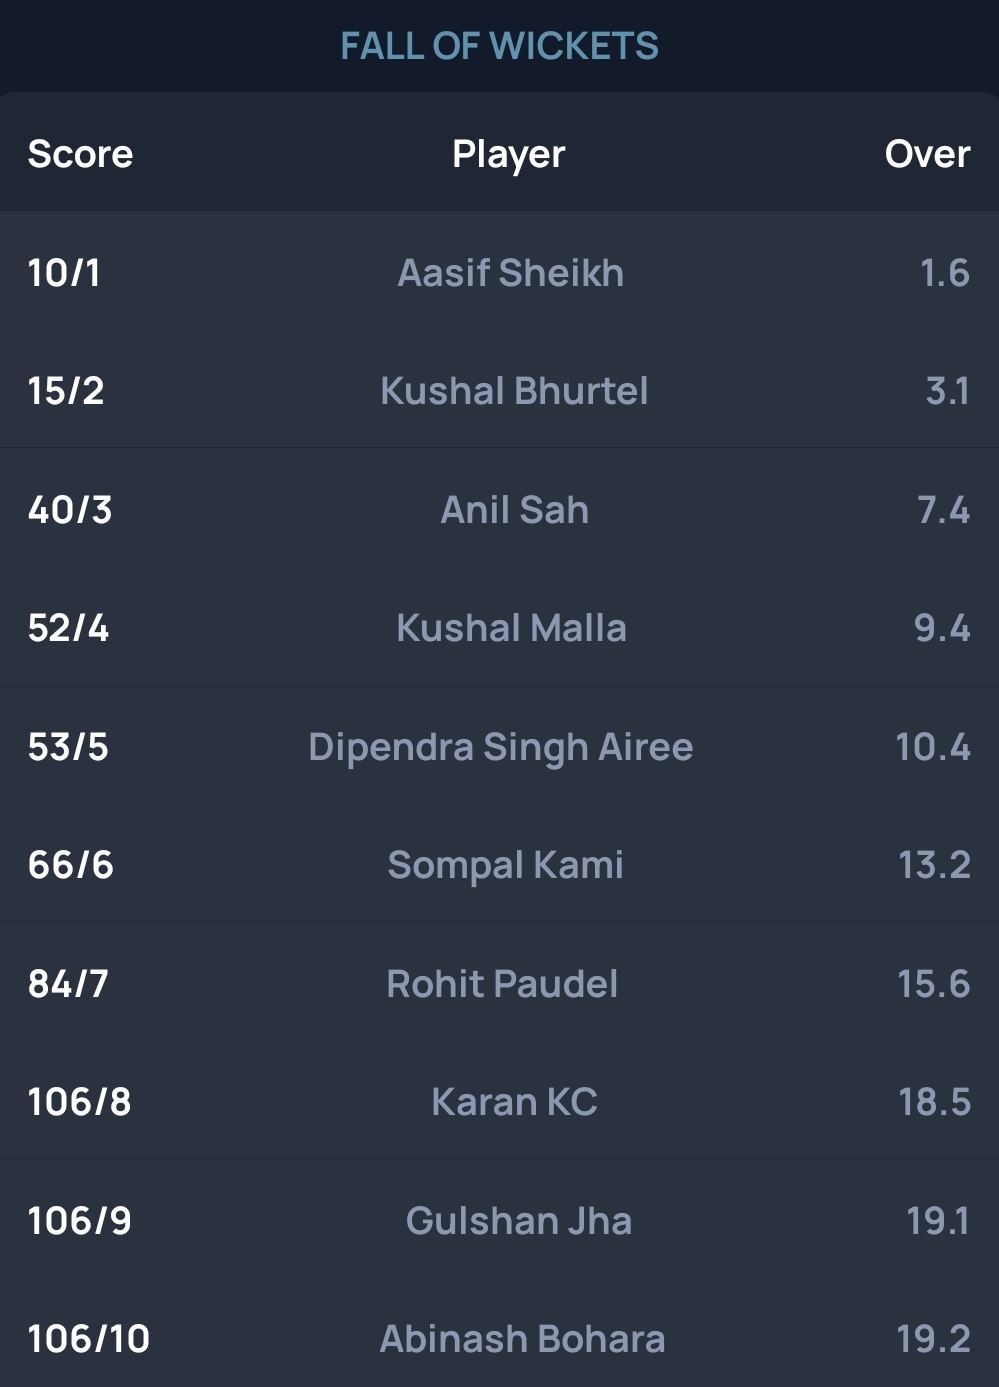 FALL OF WICKETS
Score Player Over
10/1 Aasif Sheikh 1.6
15/2 Kushal Bhurtel 3.1
40/3 Anil Sah 7.4
52/4 Kushal Malla 9.4
53/5 Dipendra Singh Airee 10.4
66/6 Sompal Kami 13.2
84/7 Rohit Paudel 15.6
106/8 Karan KC 18.5
106/9 Gulshan Jha 19.1
106/10 Abinash Bohara 19.2